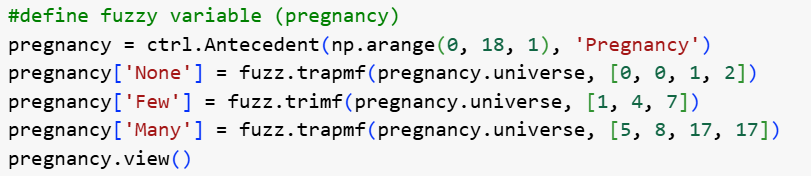 #define fuzzy variable (pregnancy)
pregnancy = ctrl.Antecedent(np.arange(0, 18, 1), 'Pregnancy')
pregnancy['None'] = fuzz.trapmf(pregnancy.universe, [0, 0, 1, 2])
pregnancy['Few'] = fuzz.trimf(pregnancy.universe, [1, 4, 7])
pregnancy['Many'] = fuzz.trapmf(pregnancy.universe, [5, 8, 17, 17])
pregnancy.view()